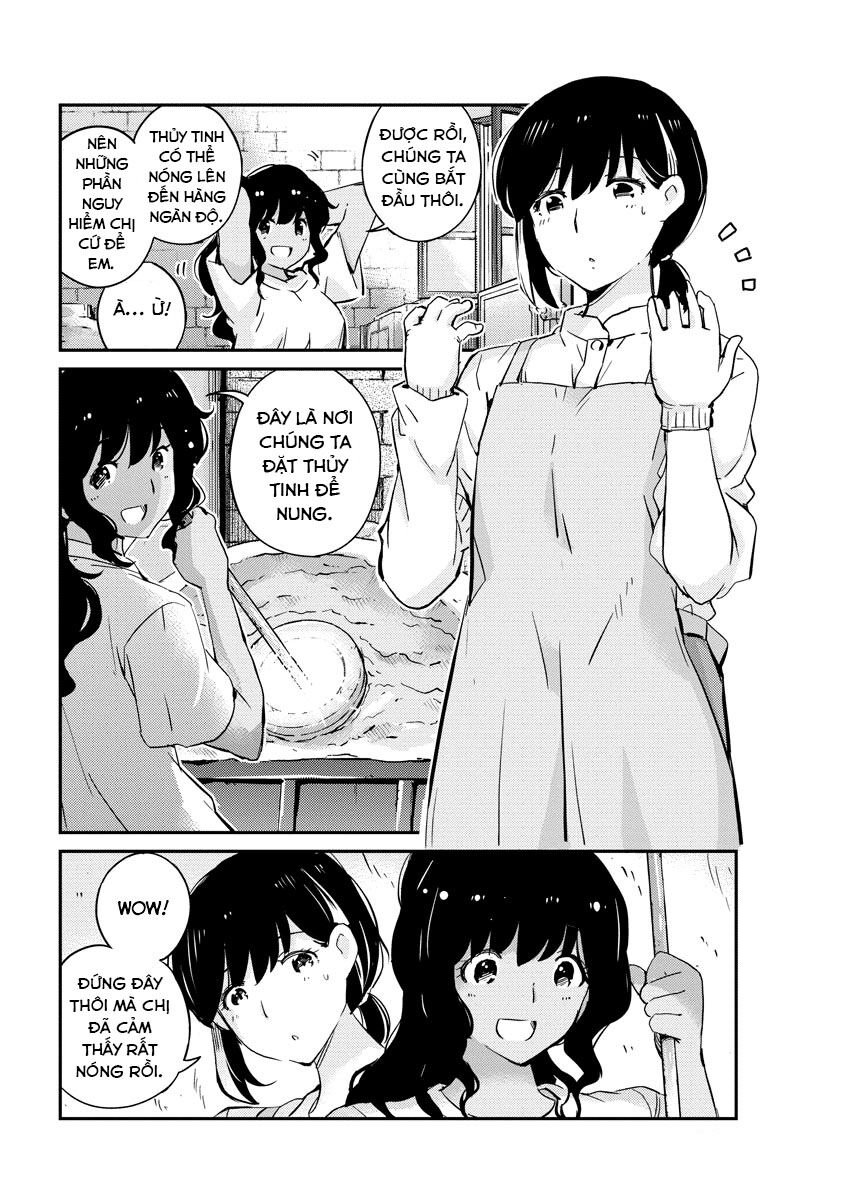 ĐƯỢC RỒI,
CHÚNG TA
CÙNG BẮT
ĐẦU THÔI.
THỦY TINH
CÓ THỂ
NÓNG LÊN
ĐẾN HÀNG
NGÀN ĐỘ.
NÊN
NHỮNG
PHẦN
NGUY
HIỂM CHỊ
CỨ ĐỂ
EM.
À... Ừ!
ĐÂY LÀ NƠI
CHÚNG TA
ĐẶT THỦY
TINH ĐỂ
NUNG.
WOW!
ĐỨNG ĐÂY
THÔI MÀ CHỊ
ĐÃ CẢM
THẤY RẤT
NÓNG RỒI.